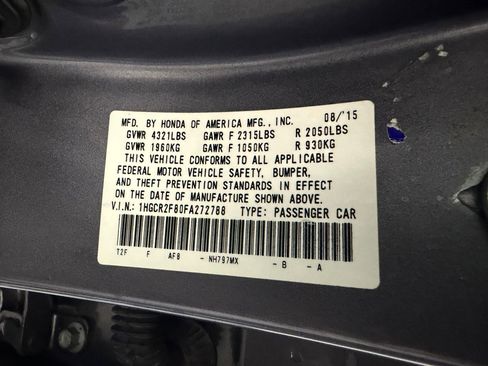 MFD. BY HONDA OF AMERICA MFG., INC. 08/'15
GVWR 4321LBS GAWR F 2315LBS R 2050LBS
GVWR 1960KG GAWR F 1050KG R 930KG
THIS VEHICLE CONFORMS TO ALL APPLICABLE
FEDERAL MOTOR VEHICLE SAFETY, BUMPER,
AND THEFT PREVENTION STANDARDS IN EFFECT
ON THE DATE OF MANUFACTURE SHOWN ABOVE.
V.I.N.: 1HGCR2F80FA272788 TYPE: PASSENGER CAR
T2F F AF8 - NH797MX - B - A